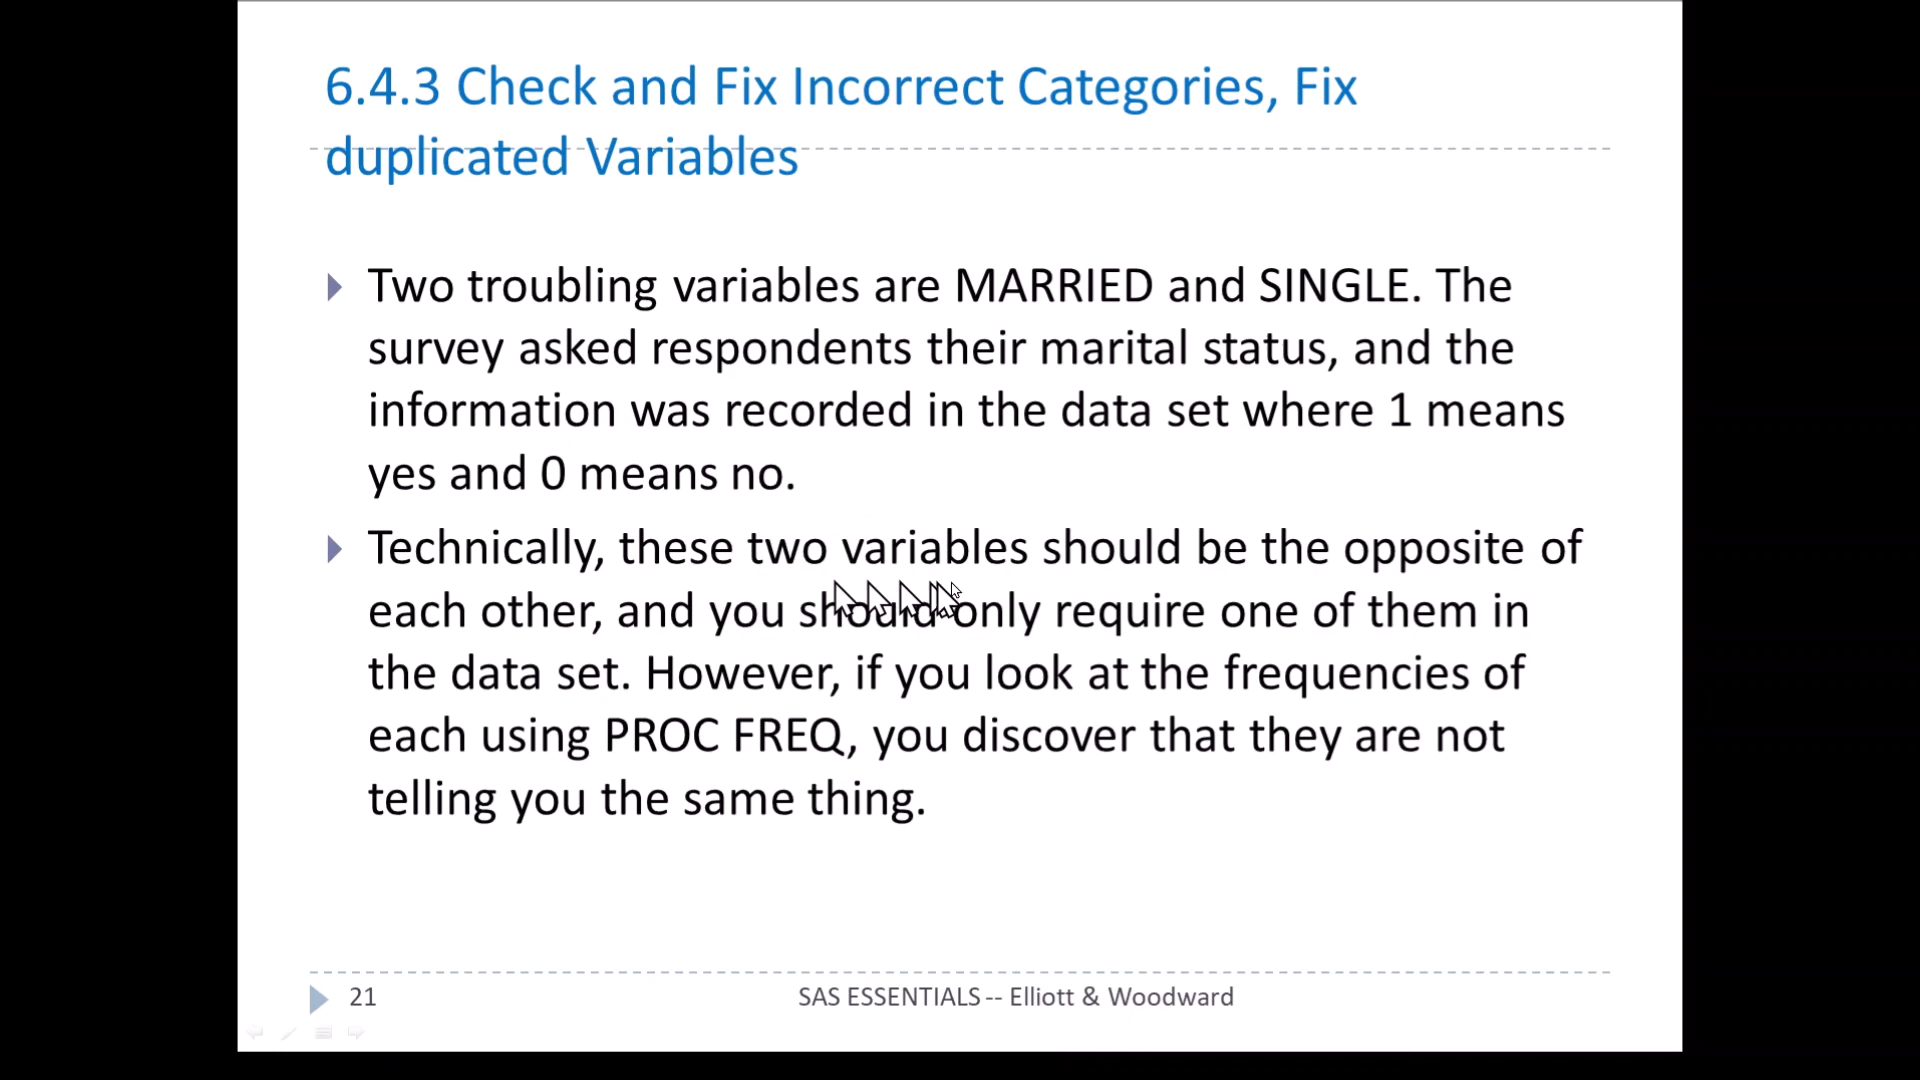 6.4.3 Check and Fix Incorrect Categories, Fix
duplicated Variables
Two troubling variables are MARRIED and SINGLE. The
survey asked respondents their marital status, and the
information was recorded in the data set where 1 means
yes and 0 means no.
Technically, these two variables should be the opposite of
each other, and you should only require one of them in
the data set. However, if you look at the frequencies of
each using PROC FREQ, you discover that they are not
telling you the same thing.
21
SAS ESSENTIALS -- Elliott & Woodward